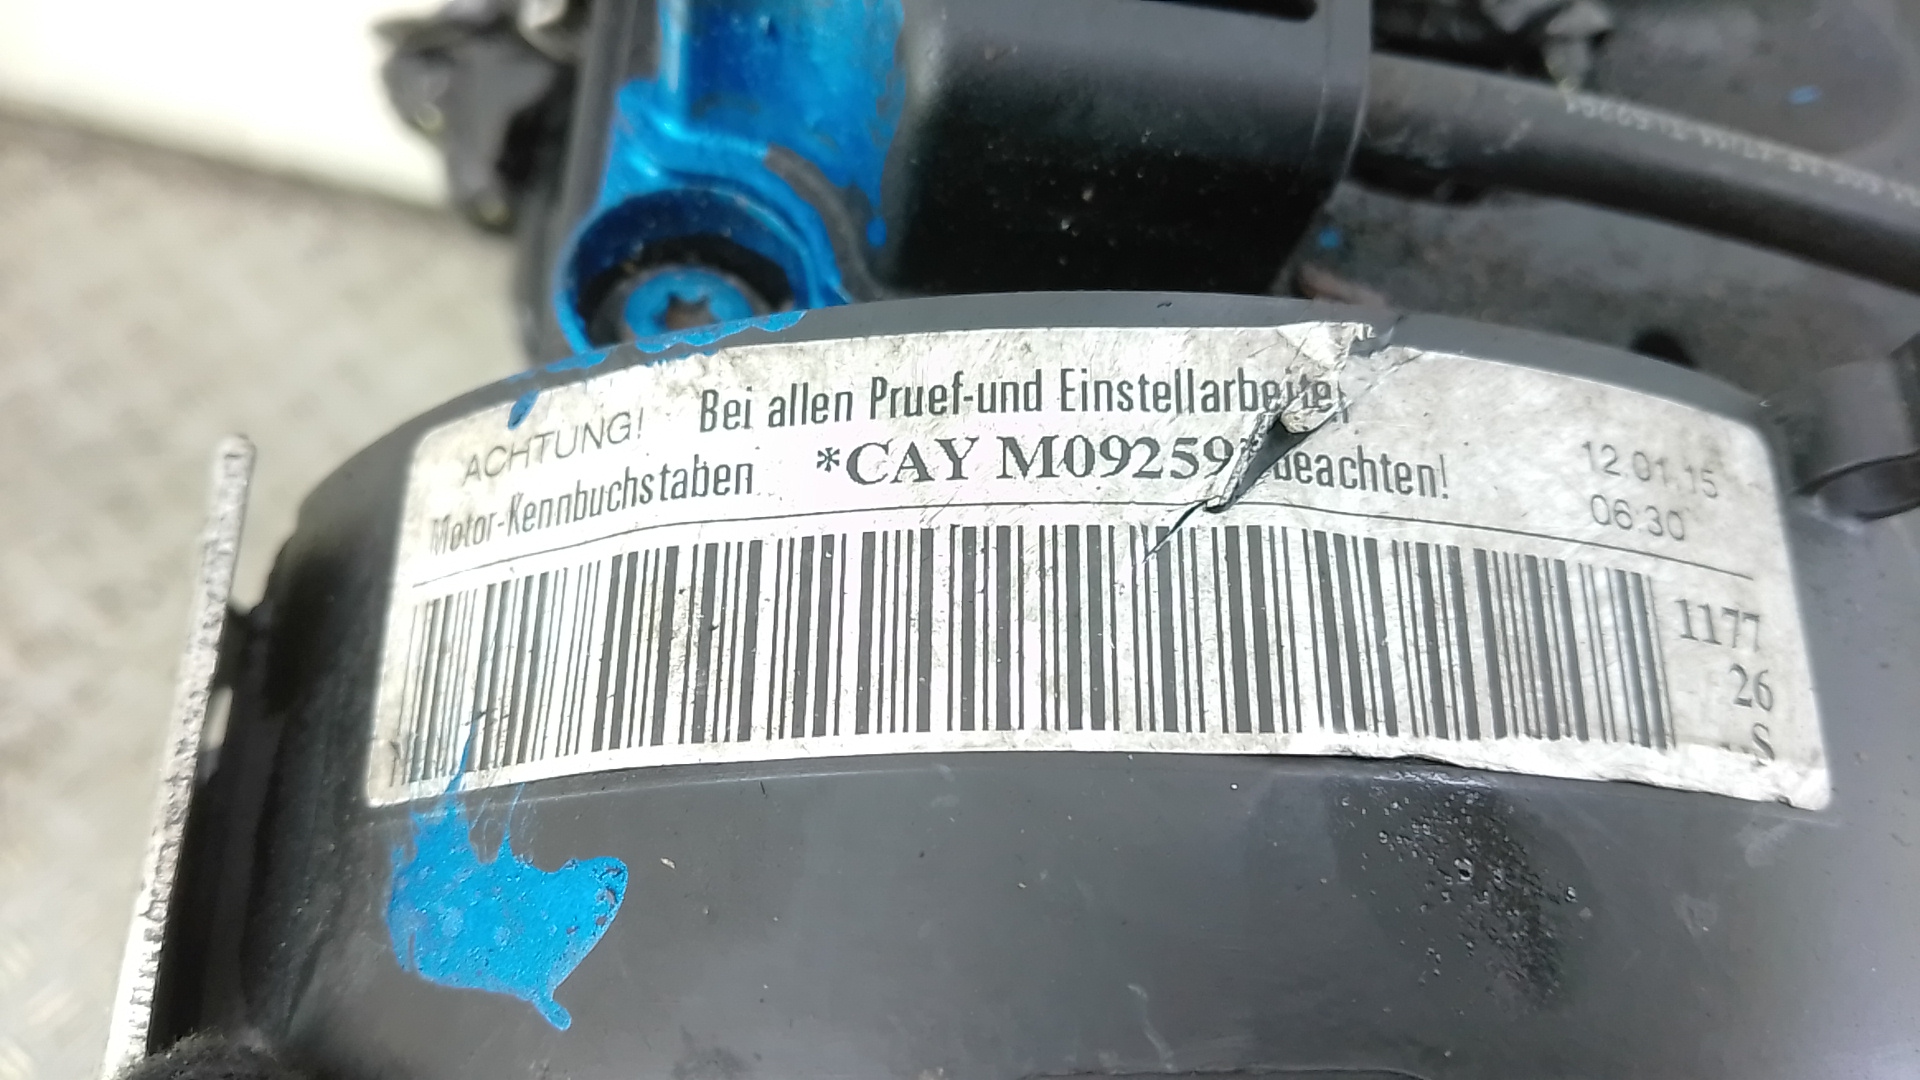 ACHTUNG! Bei allen Pruef-und Einstellarbeiten
Motor-Kennbuchstaben *CAY M09259* beachten!
12.01.15
06:30
1177
26
S